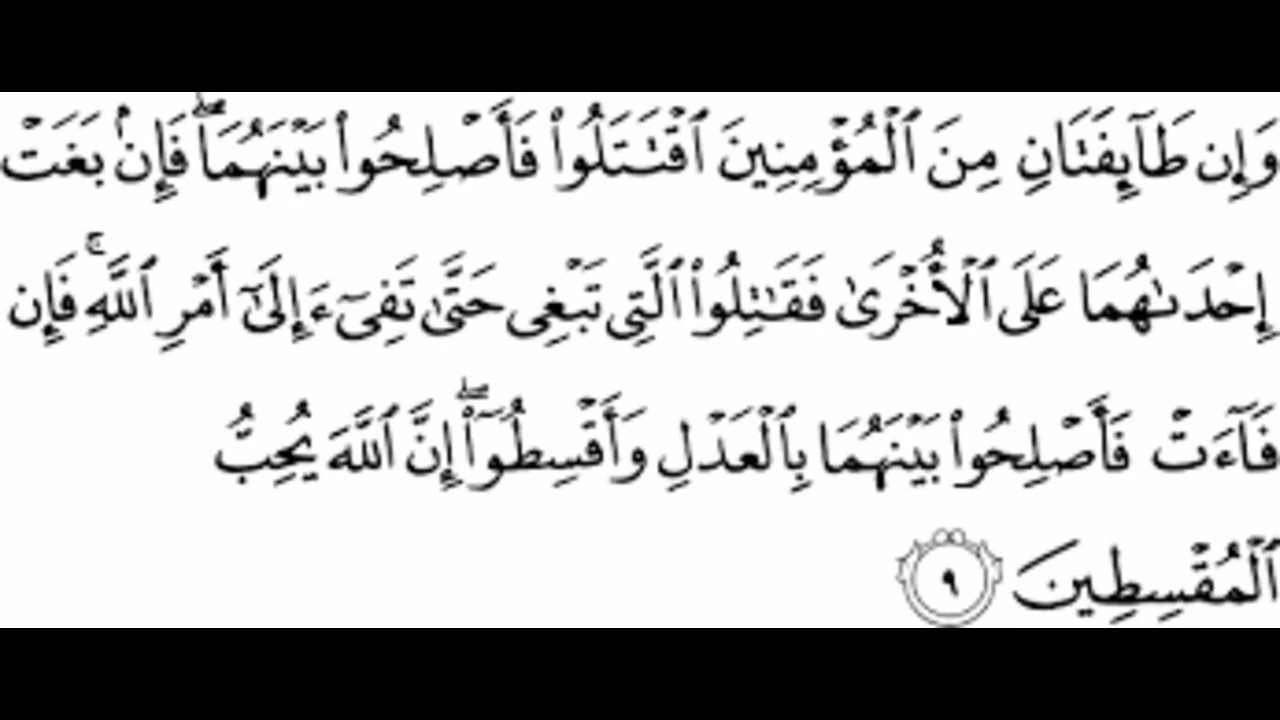 وَإِن طَآئِفَتَانِ مِنَ ٱلْمُؤْمِنِينَ ٱقْتَتَلُوا۟ فَأَصْلِحُوا۟ بَيْنَهُمَا ۖ فَإِنۢ بَغَتْ
إِحْدَىٰهُمَا عَلَى ٱلْأُخْرَىٰ فَقَـٰتِلُوا۟ ٱلَّتِى تَبْغِى حَتَّىٰ تَفِىٓءَ إِلَىٰٓ أَمْرِ ٱللَّهِ ۚ فَإِن
فَآءَتْ فَأَصْلِحُوا۟ بَيْنَهُمَا بِٱلْعَدْلِ وَأَقْسِطُوٓا۟ ۖ إِنَّ ٱللَّهَ يُحِبُّ
ٱلْمُقْسِطِينَ ٩